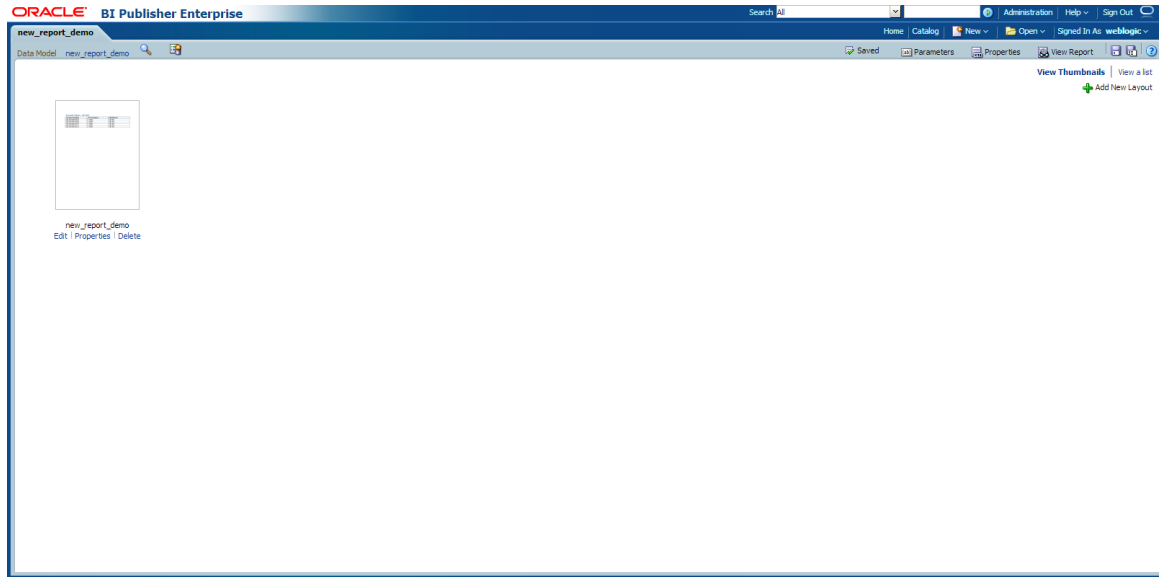 ORACLE BI Publisher Enterprise Search All Administration Help Sign Out
new_report_demo Home Catalog New Open Signed In As weblogic
Data Model new_report_demo Saved Parameters Properties View Report
View Thumbnails View a list
Add New Layout
new_report_demo
Edit Properties Delete